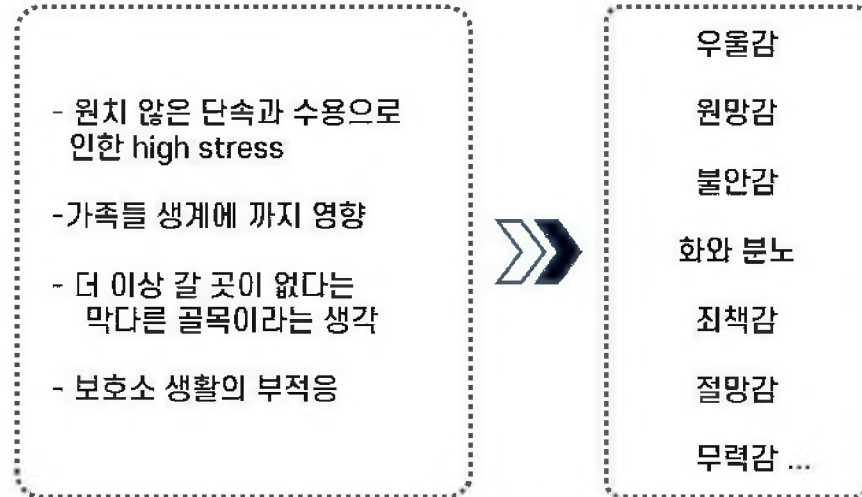 - 원치 않은 단속과 수용으로
인한 high stress
-가족들 생계에 까지 영향
- 더 이상 갈 곳이 없다는
막다른 골목이라는 생각
- 보호소 생활의 부적응
우울감
원망감
불안감
화와 분노
죄책감
절망감
무력감 ...